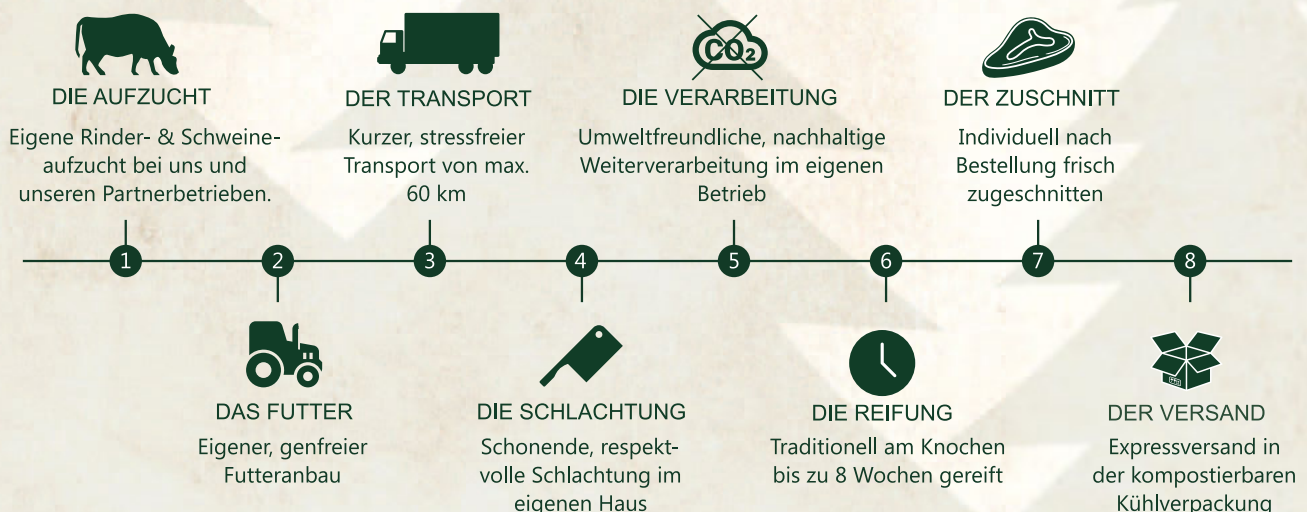 CO₂
DIE AUFZUCHT
Eigene Rinder- & Schweine-
aufzucht bei uns und
unseren Partnerbetrieben.
1
DAS FUTTER
Eigener, genfreier
Futteranbau
2
DER TRANSPORT
Kurzer, stressfreier
Transport von max.
60 km
3
DIE SCHLACHTUNG
Schonende, respekt-
volle Schlachtung im
eigenen Haus
4
DIE VERARBEITUNG
Umweltfreundliche, nachhaltige
Weiterverarbeitung im eigenen
Betrieb
5
DIE REIFUNG
Traditionell am Knochen
bis zu 8 Wochen gereift
6
DER ZUSCHNITT
Individuell nach
Bestellung frisch
zugeschnitten
7
DER VERSAND
Expressversand in
der kompostierbaren
Kühlverpackung
8